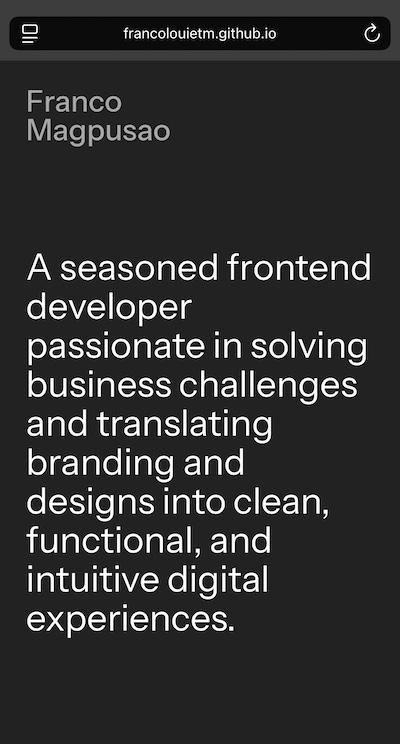 francolouietm.github.io
Franco
Magpusao
A seasoned frontend
developer
passionate in solving
business challenges
and translating
branding and
designs into clean,
functional, and
intuitive digital
experiences.